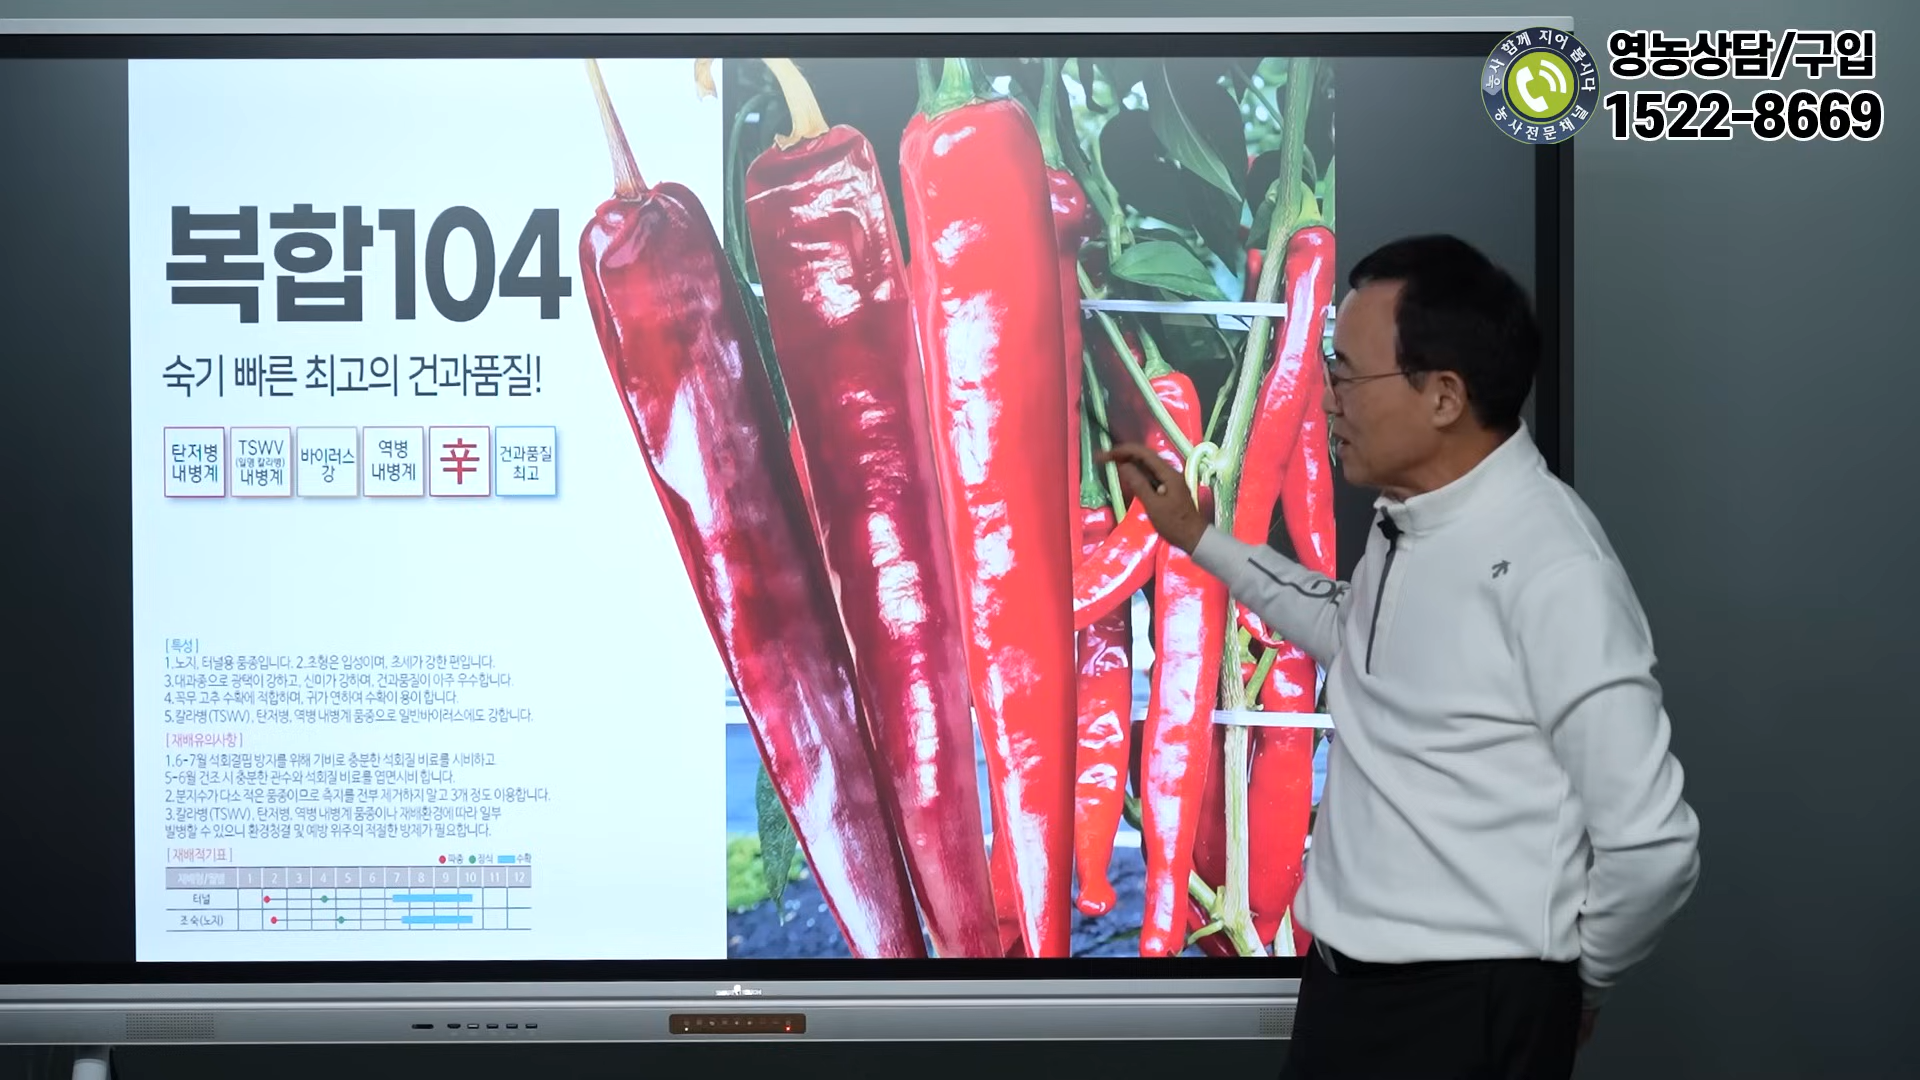 농사 함께 지어 봅시다
농사전문채널
영농상담/구입
1522-8669
복합104
숙기 빠른 최고의 건과품질!
탄저병
내병계
TSWV
(일명 칼라병)
내병계
바이러스
강
역병
내병계
辛
건과품질
최고
[ 특성 ]
1.노지, 터널용 품종입니다. 2.초형은 입성이며, 초세가 강한 편입니다.
3.대과종으로 광택이 강하고, 신미가 강하며, 건과품질이 아주 우수합니다.
4.꼭무 고추 수확에 적합하며, 귀가 연하여 수확이 용이 합니다.
5.칼라병(TSWV), 탄저병, 역병 내병계 품종으로 일반바이러스에도 강합니다.
[ 재배유의사항 ]
1.6-7월 석회결핍 방지를 위해 기비로 충분한 석회질 비료를 시비하고
5-6월 건조 시 충분한 관수와 석회질 비료를 엽면시비 합니다.
2.분지수가 다소 적은 품종이므로 측지를 전부 제거하지 말고 3개 정도 이용합니다.
3.칼라병(TSWV), 탄저병, 역병 내병계 품종이나 재배환경에 따라 일부
발병할 수 있으니 환경청결 및 예방 위주의 적절한 방제가 필요합니다.
[ 재배적기표 ]
파종 정식 수확
재배형/월별 1 2 3 4 5 6 7 8 9 10 11 12
터널
조숙(노지)